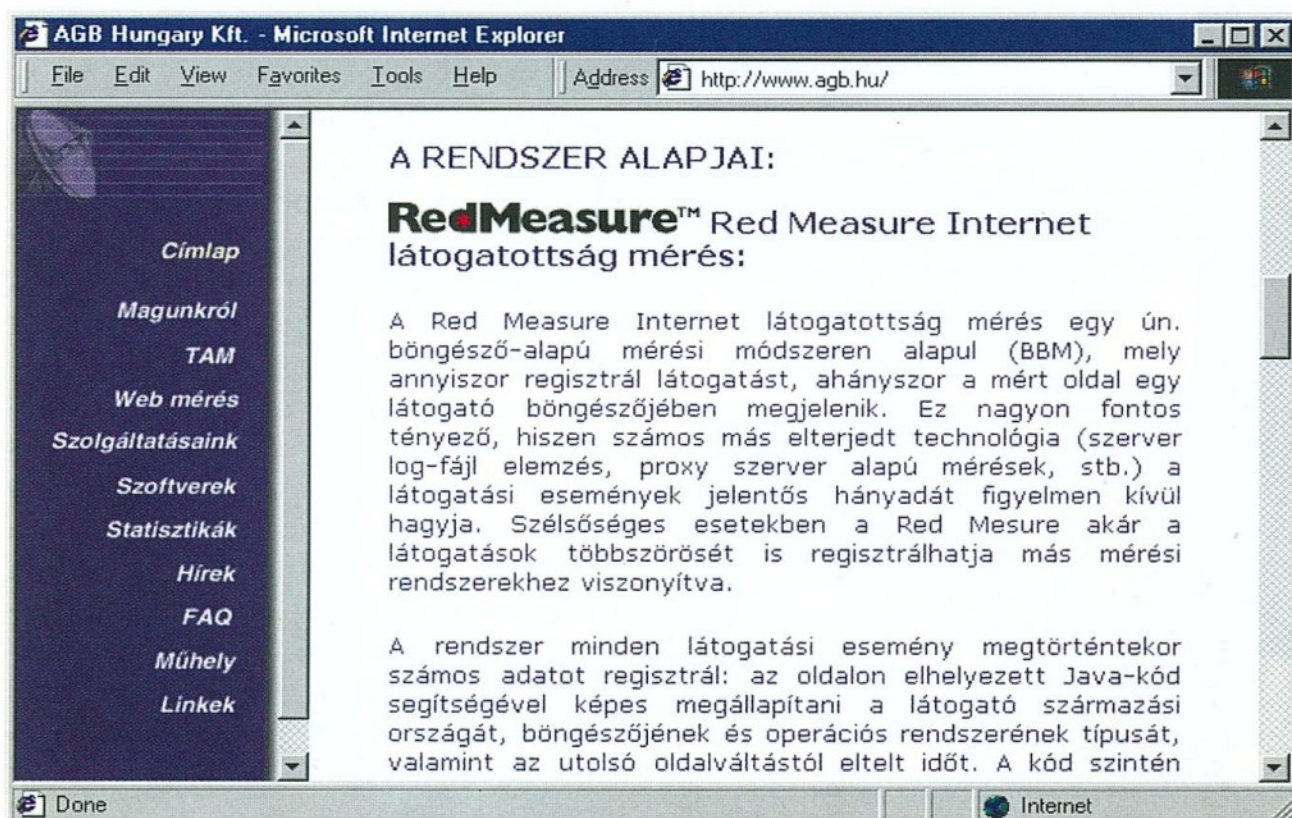 AGB Hungary Kft. - Microsoft Internet Explorer
File Edit View Favorites Tools Help Address http://www.agb.hu/
Címlap
Magunkról
TAM
Web mérés
Szolgáltatásaink
Szoftverek
Statisztikák
Hírek
FAQ
Műhely
Linkek
A RENDSZER ALAPJAI:
RedMeasure™ Red Measure Internet
látogatottság mérés:
A Red Measure Internet látogatottság mérés egy ún.
böngésző-alapú mérési módszeren alapul (BBM), mely
annyiszor regisztrál látogatást, ahányszor a mért oldal egy
látogató böngészőjében megjelenik. Ez nagyon fontos
tényező, hiszen számos más elterjedt technológia (szerver
log-fájl elemzés, proxy szerver alapú mérések, stb.) a
látogatási események jelentős hányadát figyelmen kívül
hagyja. Szélsőséges esetekben a Red Mesure akár a
látogatások többszörösét is regisztrálhatja más mérési
rendszerekhez viszonyítva.
A rendszer minden látogatási esemény megtörténtekor
számos adatot regisztrál: az oldalon elhelyezett Java-kód
segítségével képes megállapítani a látogató származási
országát, böngészőjének és operációs rendszerének típusát,
valamint az utolsó oldalváltástól eltelt időt. A kód szintén
Done
Internet